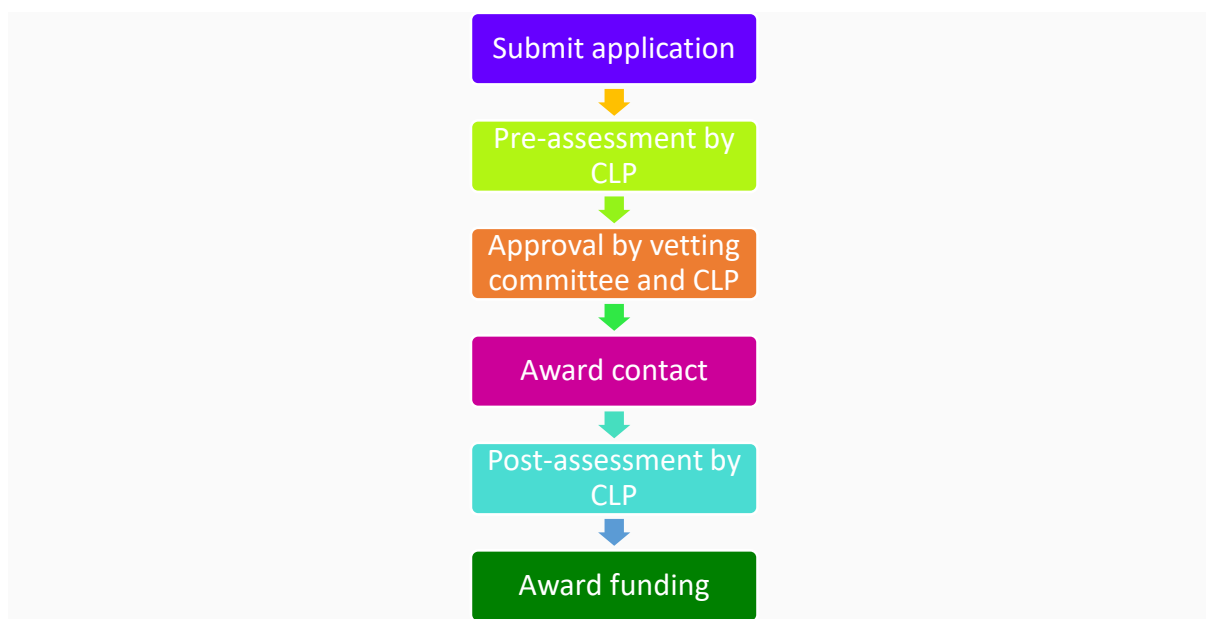 Submit application
Pre-assessment by
CLP
Approval by vetting
committee and CLP
Award contact
Post-assessment by
CLP
Award funding